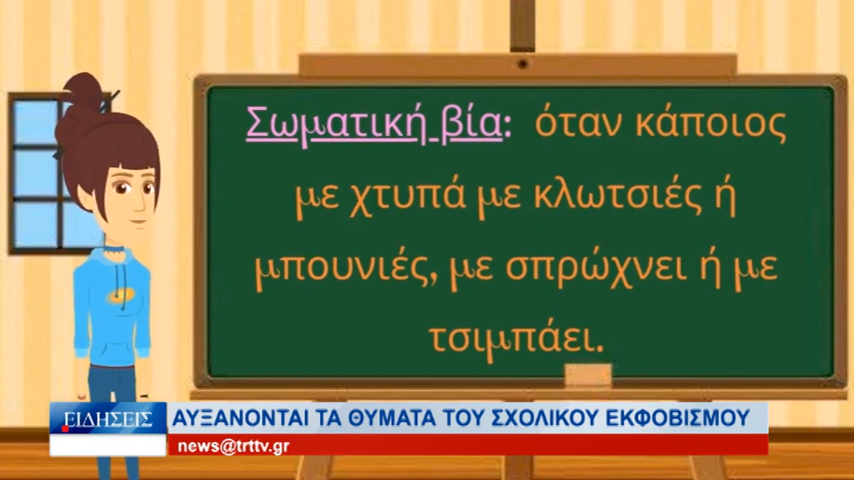 Σωματική βία: όταν κάποιος
με χτυπά με κλωτσιές ή
μπουνιές, με σπρώχνει ή με
τσιμπάει.
ΕΙΔΗΣΕΙΣ ΑΥΞΑΝΟΝΤΑΙ ΤΑ ΘΥΜΑΤΑ ΤΟΥ ΣΧΟΛΙΚΟΥ ΕΚΦΟΒΙΣΜΟΥ
news@trttv.gr